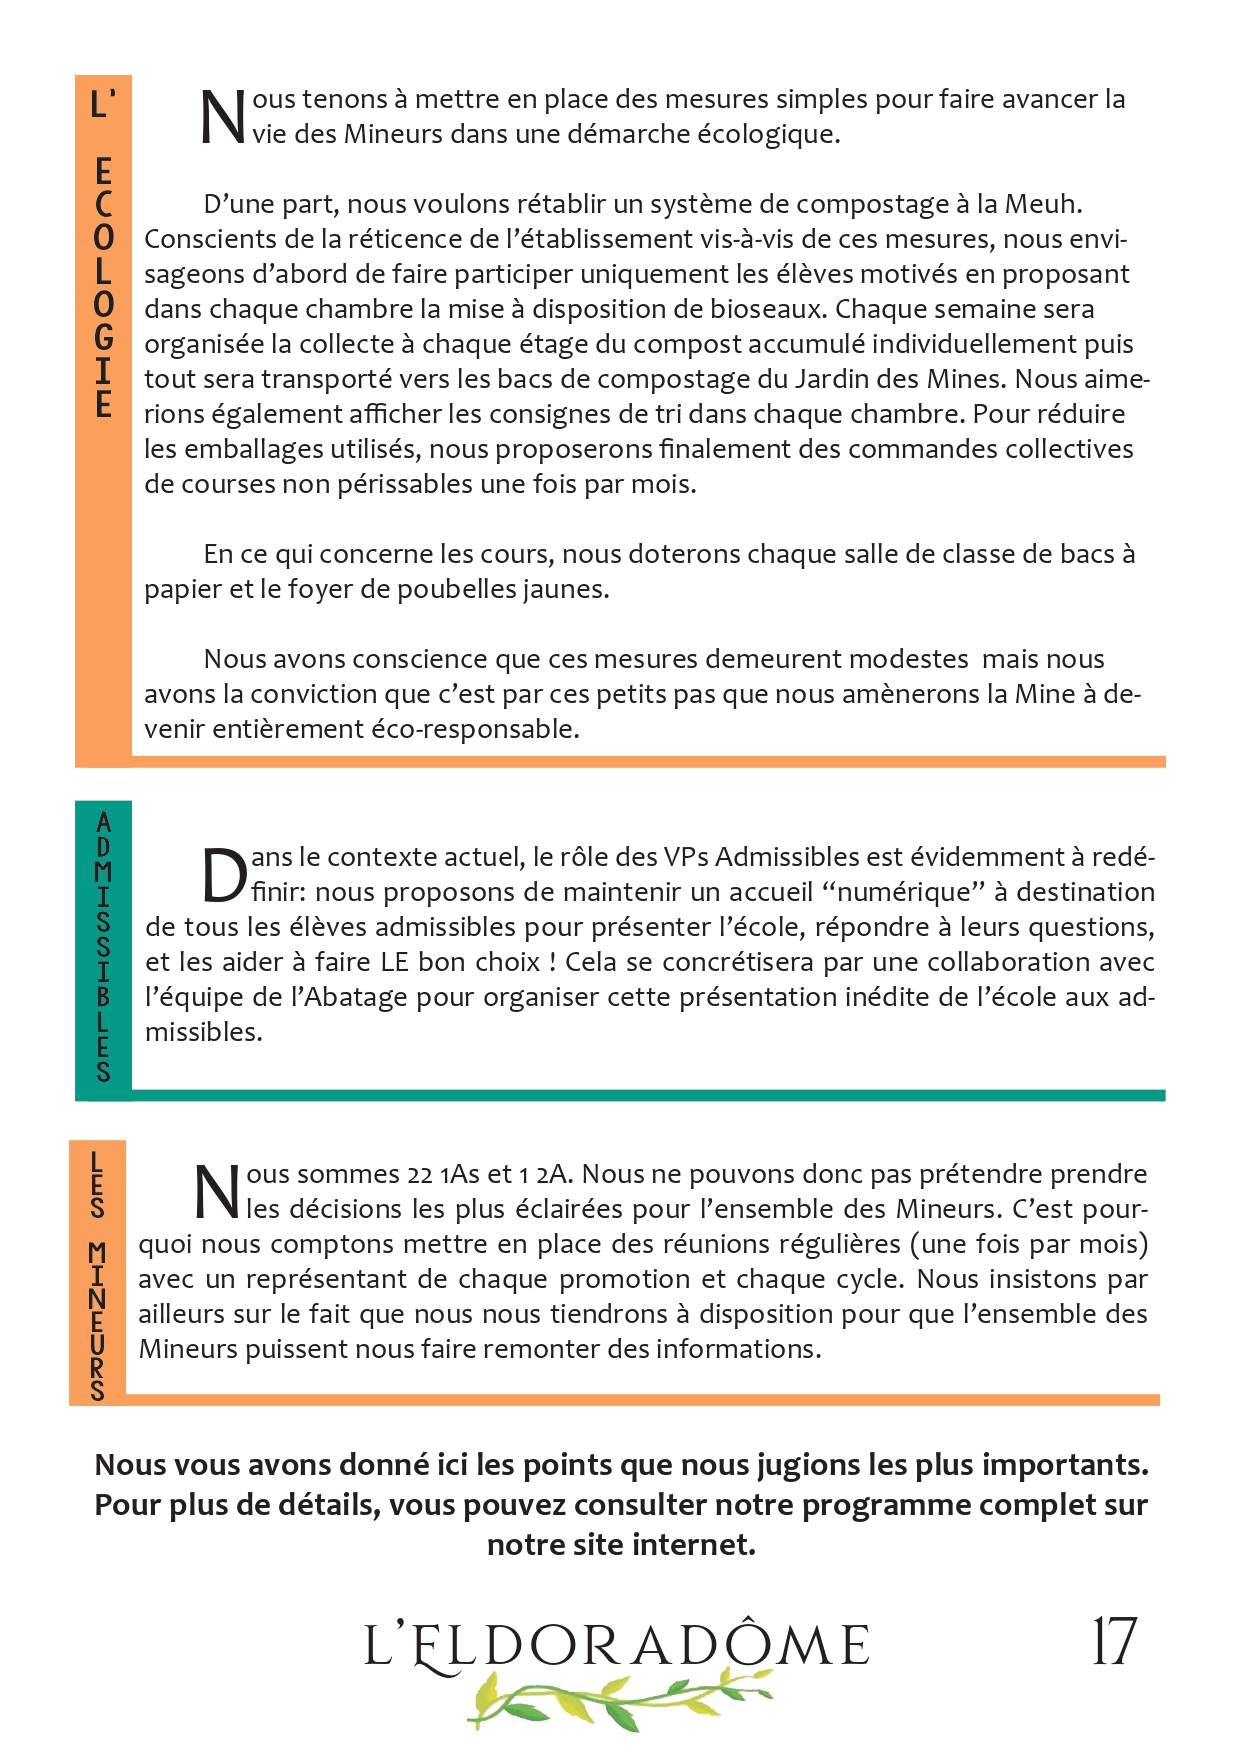 L' ECOLOGIE
Nous tenons à mettre en place des mesures simples pour faire avancer la
vie des Mineurs dans une démarche écologique.
D’une part, nous voulons rétablir un système de compostage à la Meuh.
Conscients de la réticence de l’établissement vis-à-vis de ces mesures, nous envi-
sageons d’abord de faire participer uniquement les élèves motivés en proposant
dans chaque chambre la mise à disposition de bioseaux. Chaque semaine sera
organisée la collecte à chaque étage du compost accumulé individuellement puis
tout sera transporté vers les bacs de compostage du Jardin des Mines. Nous aime-
rions également afficher les consignes de tri dans chaque chambre. Pour réduire
les emballages utilisés, nous proposerons finalement des commandes collectives
de courses non périssables une fois par mois.
En ce qui concerne les cours, nous doterons chaque salle de classe de bacs à
papier et le foyer de poubelles jaunes.
Nous avons conscience que ces mesures demeurent modestes  mais nous
avons la conviction que c’est par ces petits pas que nous amènerons la Mine à de-
venir entièrement éco-responsable.
ADMISSIBLES
Dans le contexte actuel, le rôle des VPs Admissibles est évidemment à redé-
finir: nous proposons de maintenir un accueil “numérique” à destination
de tous les élèves admissibles pour présenter l’école, répondre à leurs questions,
et les aider à faire LE bon choix ! Cela se concrétisera par une collaboration avec
l’équipe de l’Abatage pour organiser cette présentation inédite de l’école aux ad-
missibles.
LES MINEURS
Nous sommes 22 1As et 1 2A. Nous ne pouvons donc pas prétendre prendre
les décisions les plus éclairées pour l’ensemble des Mineurs. C’est pour-
quoi nous comptons mettre en place des réunions régulières (une fois par mois)
avec un représentant de chaque promotion et chaque cycle. Nous insistons par
ailleurs sur le fait que nous nous tiendrons à disposition pour que l’ensemble des
Mineurs puissent nous faire remonter des informations.
Nous vous avons donné ici les points que nous jugions les plus importants.
Pour plus de détails, vous pouvez consulter notre programme complet sur
notre site internet.
L’ELDORADÔME
17